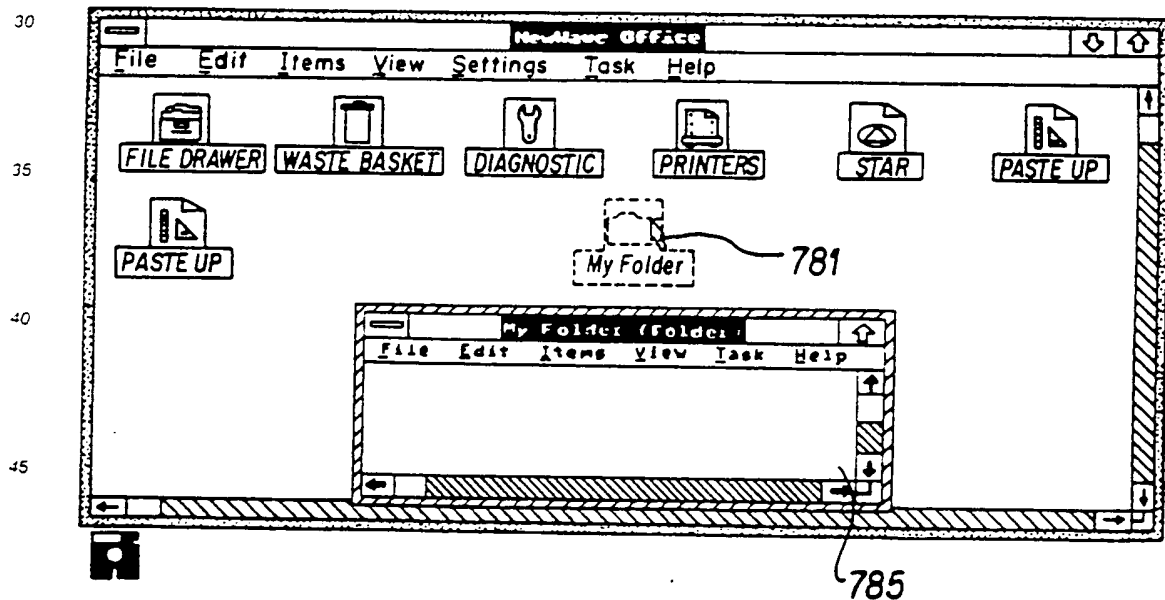 30
NewWave Office
File Edit Items View Settings Task Help
FILE DRAWER WASTE BASKET DIAGNOSTIC PRINTERS STAR PASTE UP
35
PASTE UP
My Folder 781
40
My Folder (Folder)
File Edit Items View Task Help
45
785